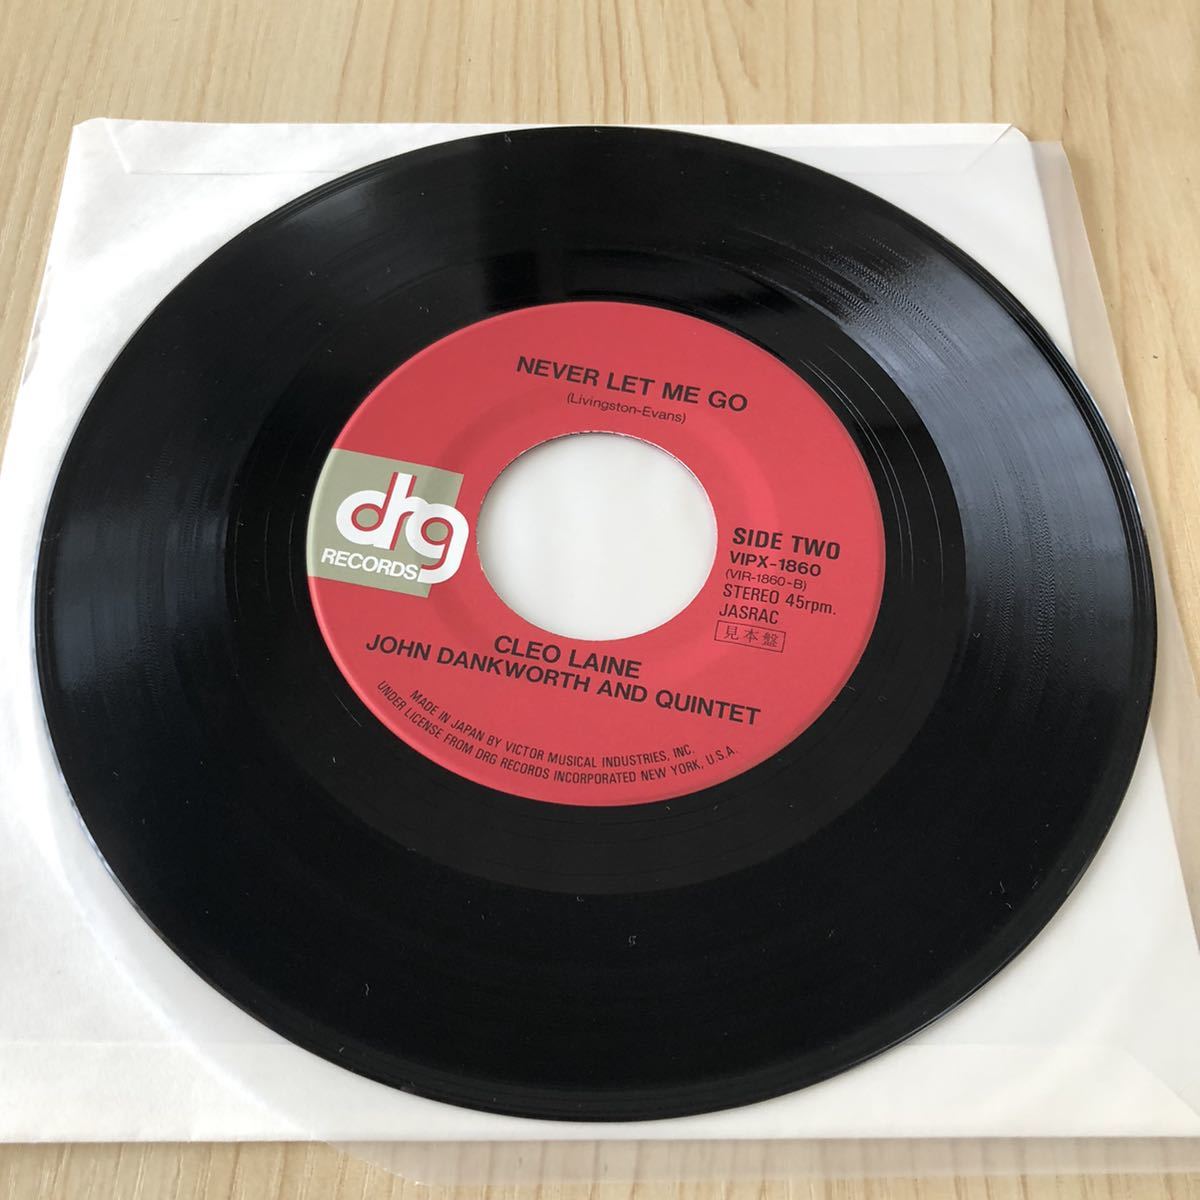 NEVER LET ME GO
(Livingston-Evans)
drg
RECORDS
SIDE TWO
VIPX-1860
(VIR-1860-B)
STEREO 45rpm.
JASRAC
見本盤
CLEO LAINE
JOHN DANKWORTH AND QUINTET
MADE IN JAPAN BY VICTOR MUSICAL INDUSTRIES, INC.
UNDER LICENSE FROM DRG RECORDS INCORPORATED NEW YORK, U.S.A.